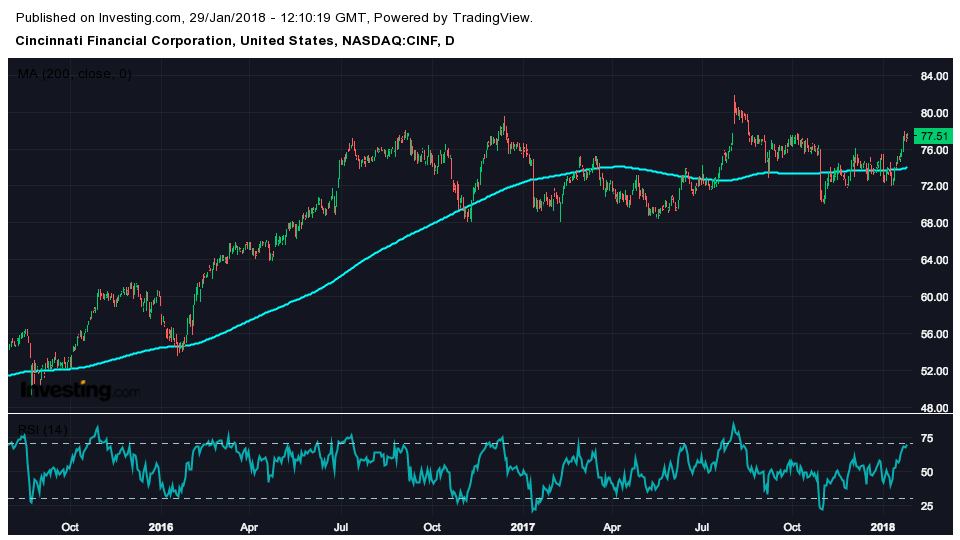 Published on Investing.com, 29/Jan/2018 - 12:10:19 GMT, Powered by TradingView.
Cincinnati Financial Corporation, United States, NASDAQ:CINF, D
MA (200, close, 0)
84.00
80.00
77.51
76.00
72.00
68.00
64.00
60.00
56.00
52.00
48.00
Investing.com
RSI (14)
75
50
25
Oct 2016 Apr Jul Oct 2017 Apr Jul Oct 2018